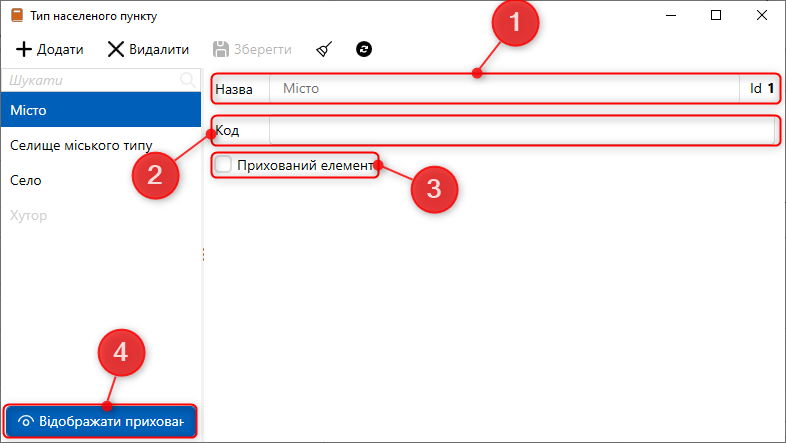 Тип населеного пункту
1
Додати Видалити Зберегти
Шукати
Назва Місто Id 1
Місто
Код
Селище міського типу
2
Прихований елемент
3
Село
Хутор
4
Відображати прихован